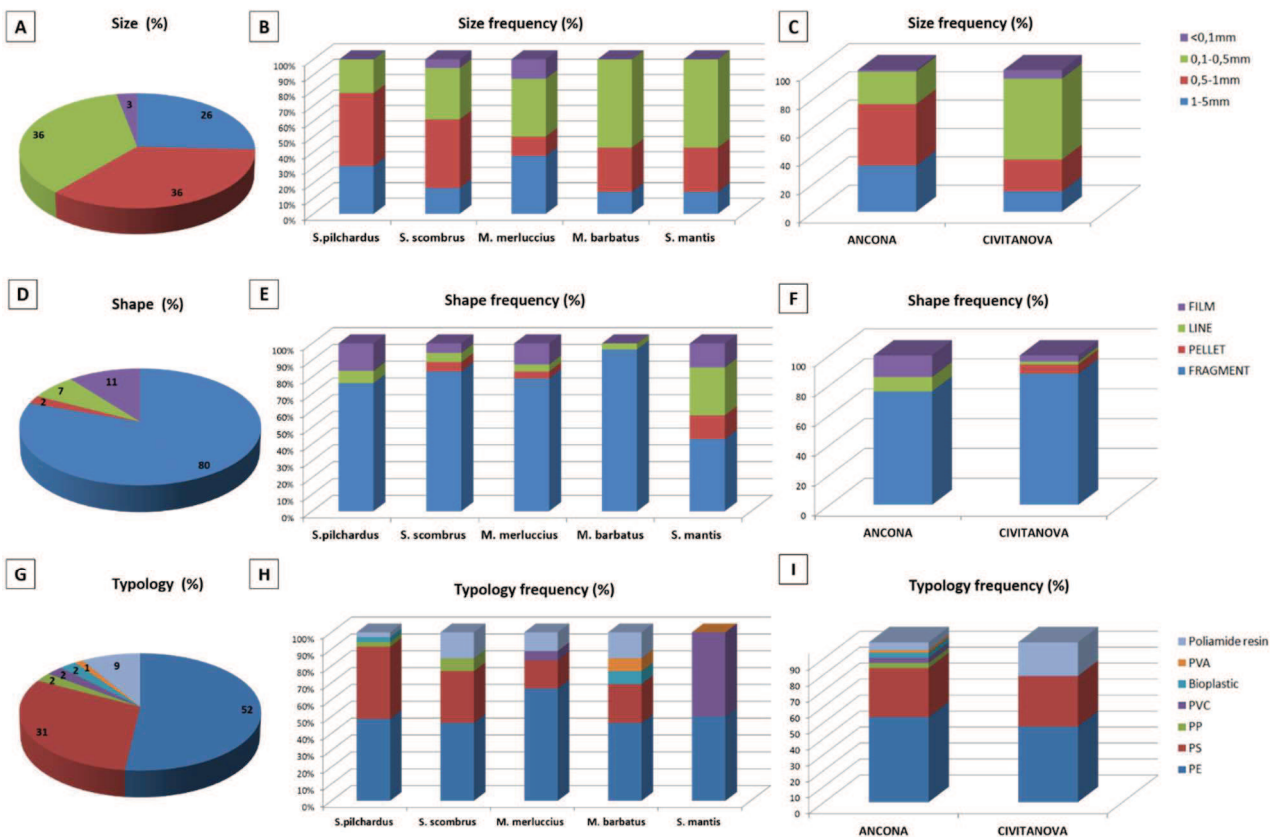 A
Size (%)
3
26
36
36
B
Size frequency (%)
100%
90%
80%
70%
60%
50%
40%
30%
20%
10%
0%
S.pilchardus S. scombrus M. merluccius M. barbatus S. mantis
C
Size frequency (%)
100
80
60
40
20
0
ANCONA CIVITANOVA
<0,1mm
0,1-0,5mm
0,5-1mm
1-5mm
D
Shape (%)
11
7
2
80
E
Shape frequency (%)
100%
90%
80%
70%
60%
50%
40%
30%
20%
10%
0%
S.pilchardus S. scombrus M. merluccius M. barbatus S. mantis
F
Shape frequency (%)
100
80
60
40
20
0
ANCONA CIVITANOVA
FILM
LINE
PELLET
FRAGMENT
G
Typology (%)
9
1
2
2
2
31
52
H
Typology frequency (%)
100%
90%
80%
70%
60%
50%
40%
30%
20%
10%
0%
S.pilchardus S. scombrus M. merluccius M. barbatus S. mantis
I
Typology frequency (%)
90
80
70
60
50
40
30
20
10
0
ANCONA CIVITANOVA
Poliamide resin
PVA
Bioplastic
PVC
PP
PS
PE